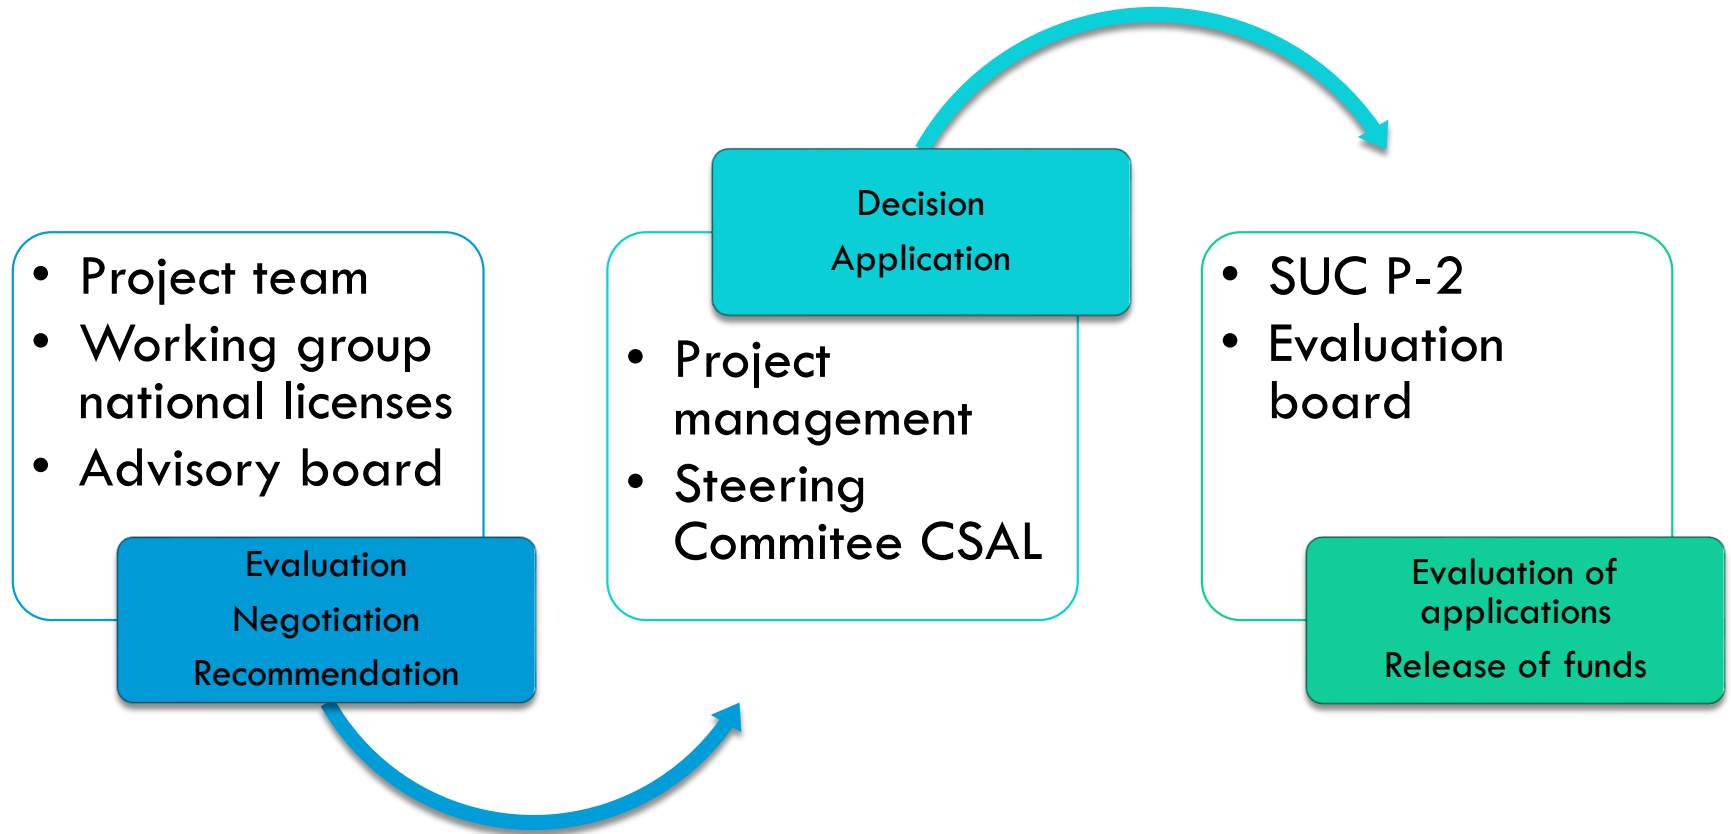 • Project team
• Working group
national licenses
• Advisory board
Evaluation
Negotiation
Recommendation
Decision
Application
• Project
management
• Steering
Commitee CSAL
• SUC P-2
• Evaluation
board
Evaluation of
applications
Release of funds